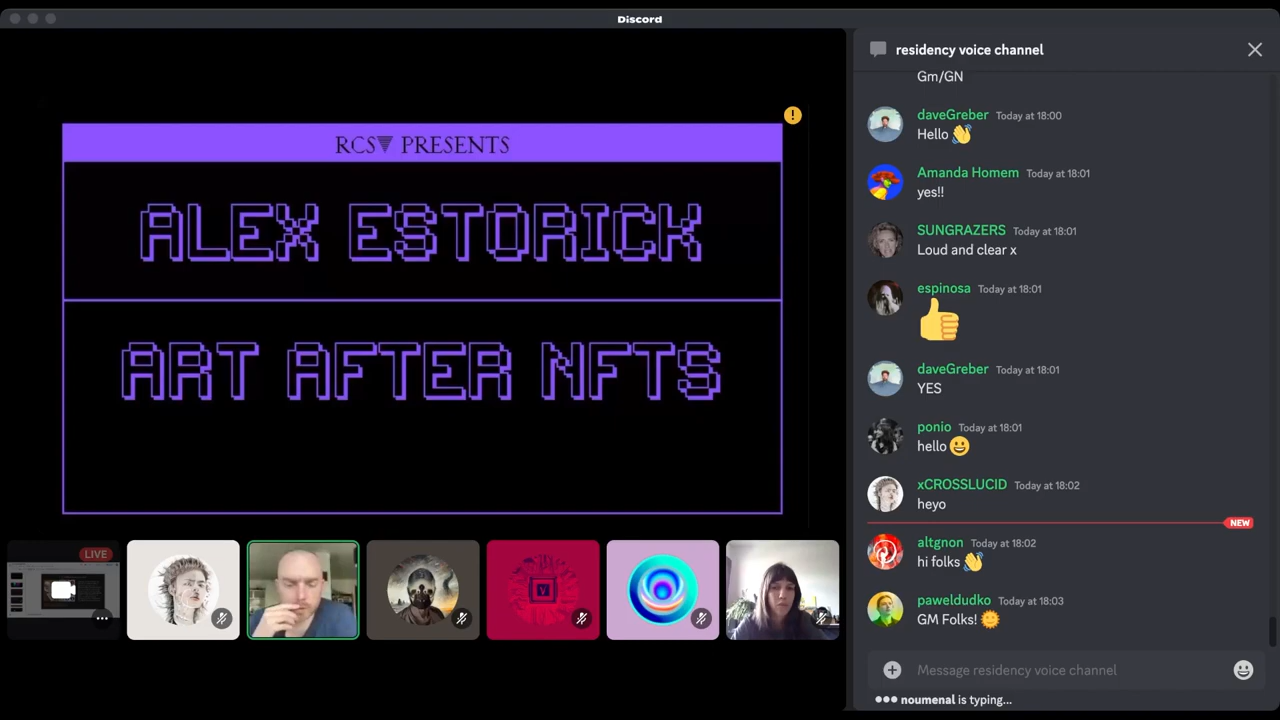 Discord
RCS PRESENTS
ALEX ESTORICK
ART AFTER NFTS
LIVE
V
residency voice channel
Gm/GN
daveGreber Today at 18:00
Hello 👋
Amanda Homem Today at 18:01
yes!!
SUNGRAZERS Today at 18:01
Loud and clear x
espinosa Today at 18:01
👍
daveGreber Today at 18:01
YES
ponio Today at 18:01
hello 😀
xCROSSLUCID Today at 18:02
heyo
NEW
altgnon Today at 18:02
hi folks 👋
paweldudko Today at 18:03
GM Folks! 🌞
Message residency voice channel
noumenal is typing...